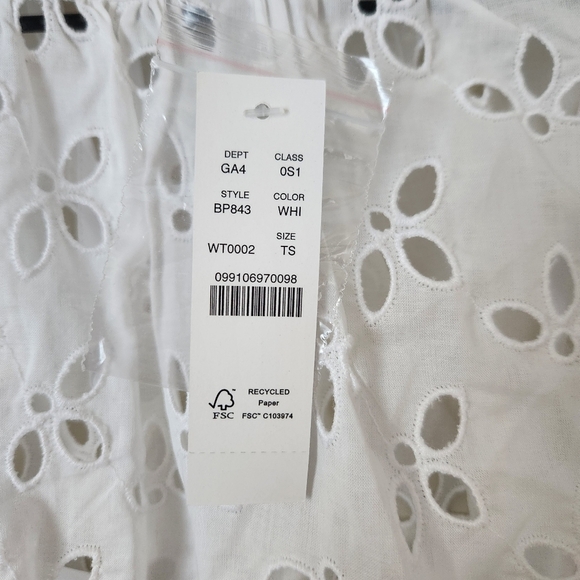 DEPT CLASS
GA4 0S1
STYLE COLOR
BP843 WHI
SIZE
WT0002 TS
099106970098
RECYCLED
Paper
FSC™ C103974
FSC